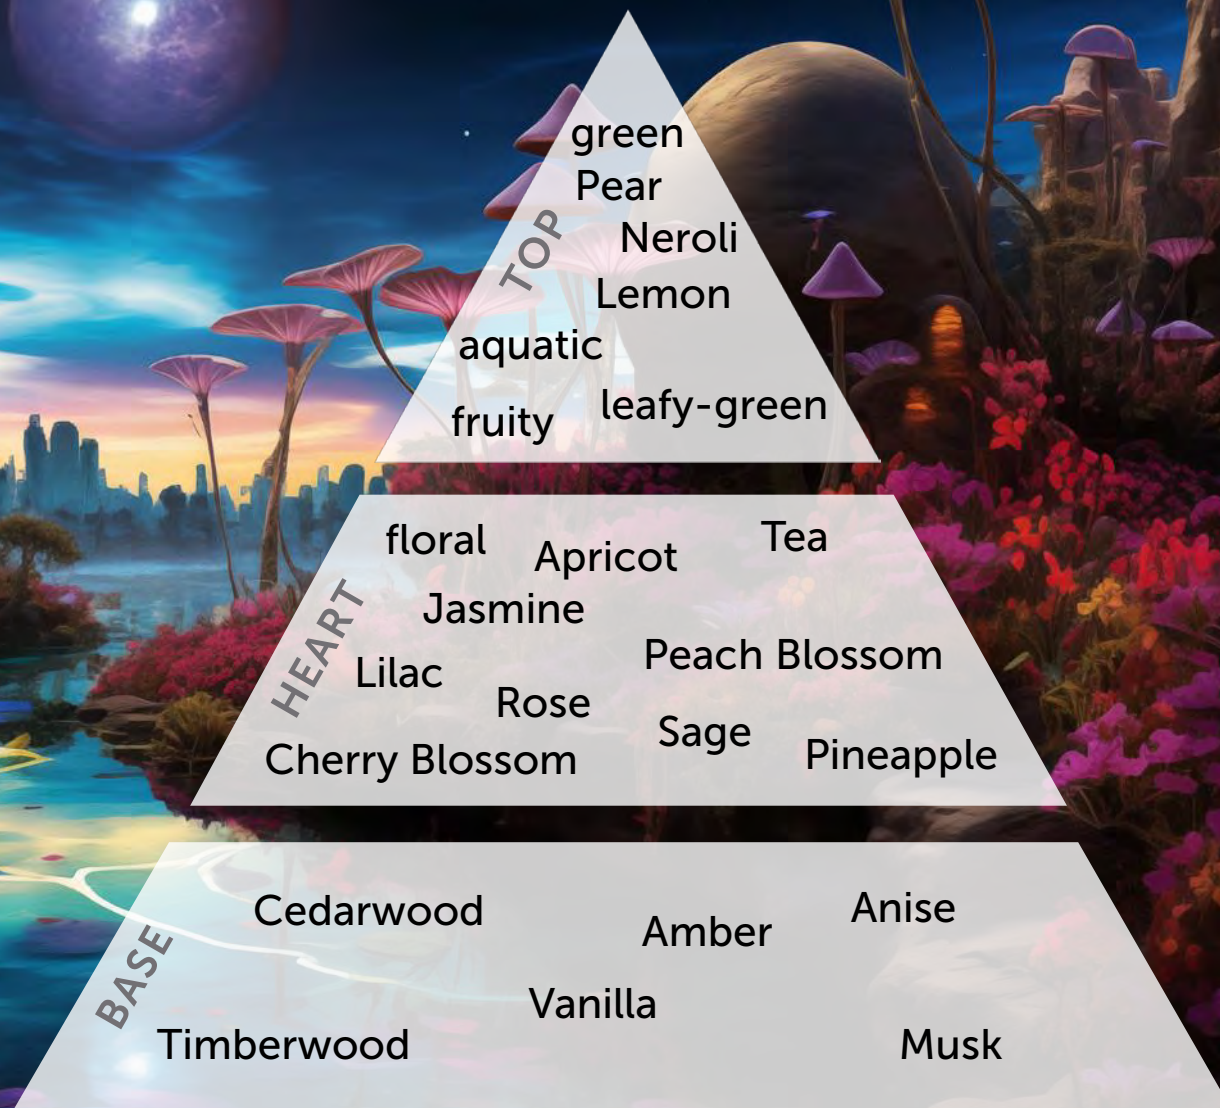 green
Pear
TOP
Neroli
Lemon
aquatic
fruity
leafy-green
HEART
floral
Apricot
Tea
Jasmine
Lilac
Peach Blossom
Rose
Sage
Cherry Blossom
Pineapple
BASE
Cedarwood
Amber
Anise
Vanilla
Timberwood
Musk